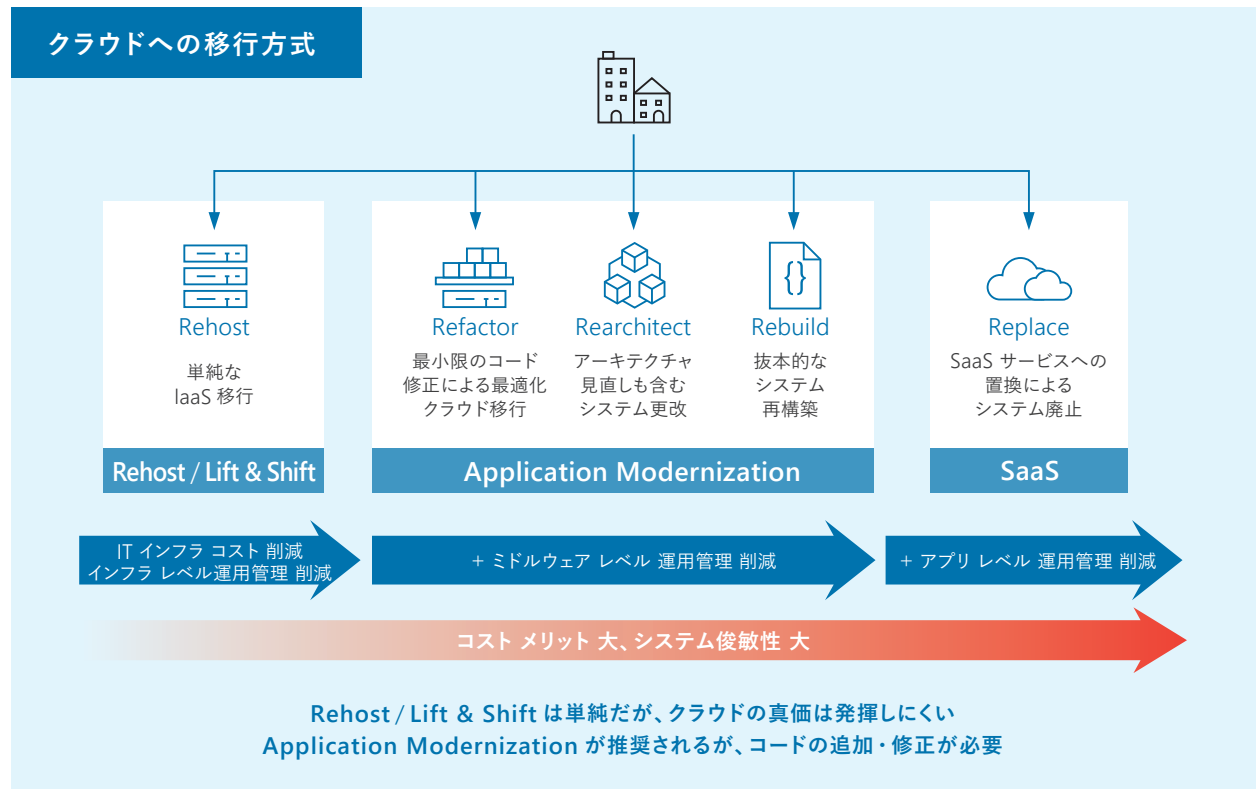 クラウドへの移行方式
Rehost
単純な
IaaS 移行
Refactor
最小限のコード
修正による最適化
クラウド移行
Rearchitect
アーキテクチャ
見直しも含む
システム更改
{}
Rebuild
抜本的な
システム
再構築
Replace
SaaS サービスへの
置換による
システム廃止
Rehost / Lift & Shift
Application Modernization
SaaS
IT インフラ コスト 削減
インフラ レベル運用管理 削減
+ ミドルウェア レベル 運用管理 削減
+ アプリ レベル 運用管理 削減
コスト メリット 大、システム俊敏性 大
Rehost / Lift & Shift は単純だが、クラウドの真価は発揮しにくい
Application Modernization が推奨されるが、コードの追加・修正が必要